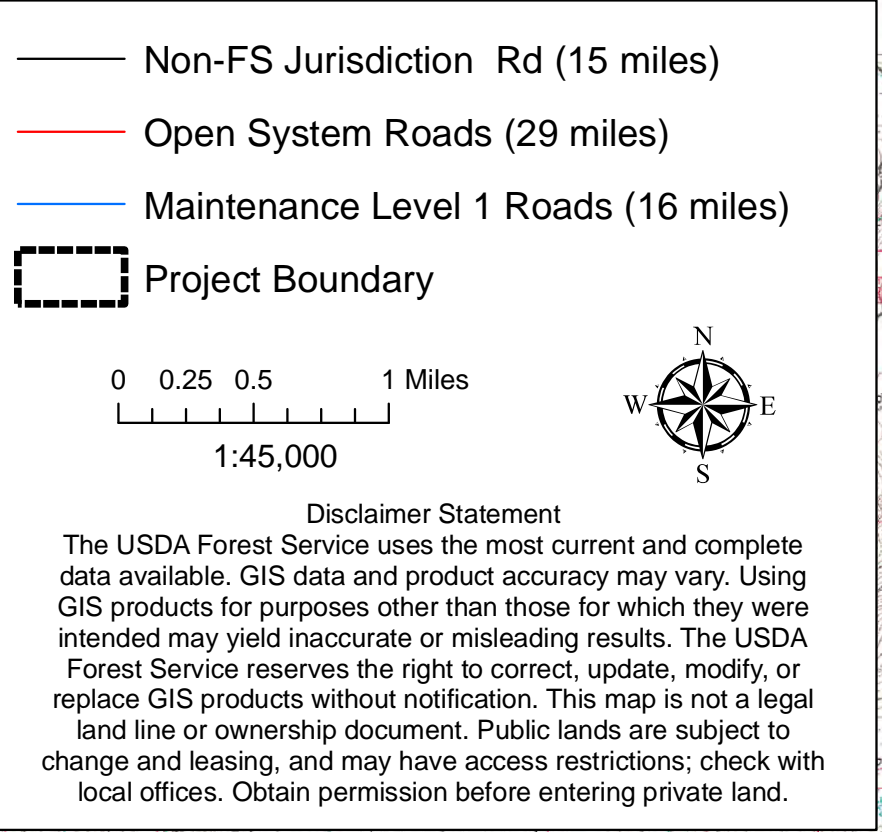 Non-FS Jurisdiction  Rd (15 miles)
Open System Roads (29 miles)
Maintenance Level 1 Roads (16 miles)
Project Boundary
0 0.25 0.5 1 Miles
1:45,000
N
W E
S
Disclaimer Statement
The USDA Forest Service uses the most current and complete
data available. GIS data and product accuracy may vary. Using
GIS products for purposes other than those for which they were
intended may yield inaccurate or misleading results. The USDA
Forest Service reserves the right to correct, update, modify, or
replace GIS products without notification. This map is not a legal
land line or ownership document. Public lands are subject to
change and leasing, and may have access restrictions; check with
local offices. Obtain permission before entering private land.